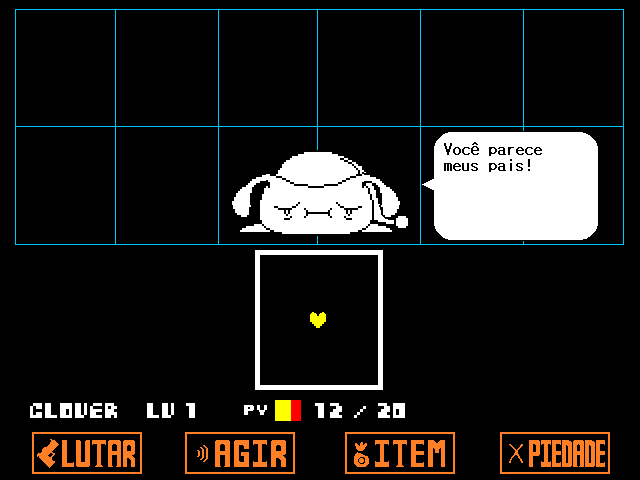 Você parece
meus pais!
CLOVER LV 1 PV 12 / 20
LUTAR AGIR ITEM PIEDADE